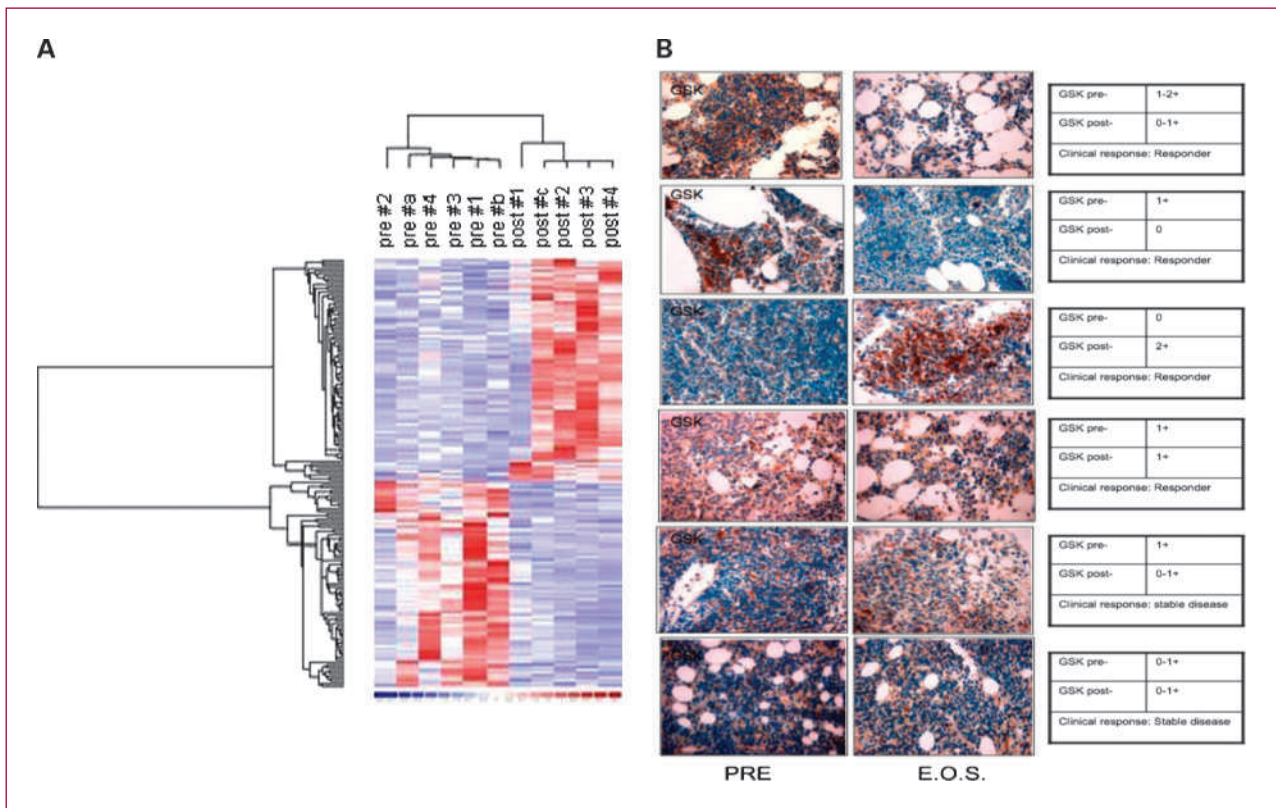 A
pre #2
pre #a
pre #4
pre #3
pre #1
pre #b
post #1
post #c
post #2
post #3
post #4
B
GSK
GSK pre- 1-2+
GSK post- 0-1+
Clinical response: Responder
GSK
GSK pre- 1+
GSK post- 0
Clinical response: Responder
GSK
GSK pre- 0
GSK post- 2+
Clinical response: Responder
GSK
GSK pre- 1+
GSK post- 1+
Clinical response: Responder
GSK
GSK pre- 1+
GSK post- 0-1+
Clinical response: stable disease
GSK
GSK pre- 0-1+
GSK post- 0-1+
Clinical response: Stable disease
PRE E.O.S.